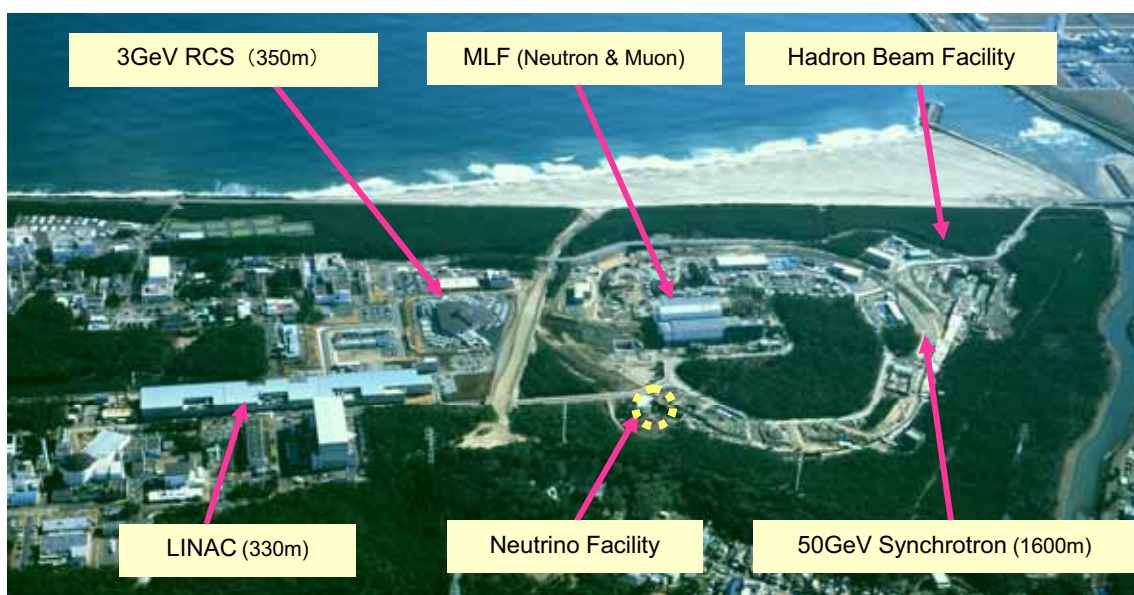 3GeV RCS（350m）
MLF (Neutron & Muon)
Hadron Beam Facility
LINAC (330m)
Neutrino Facility
50GeV Synchrotron (1600m)